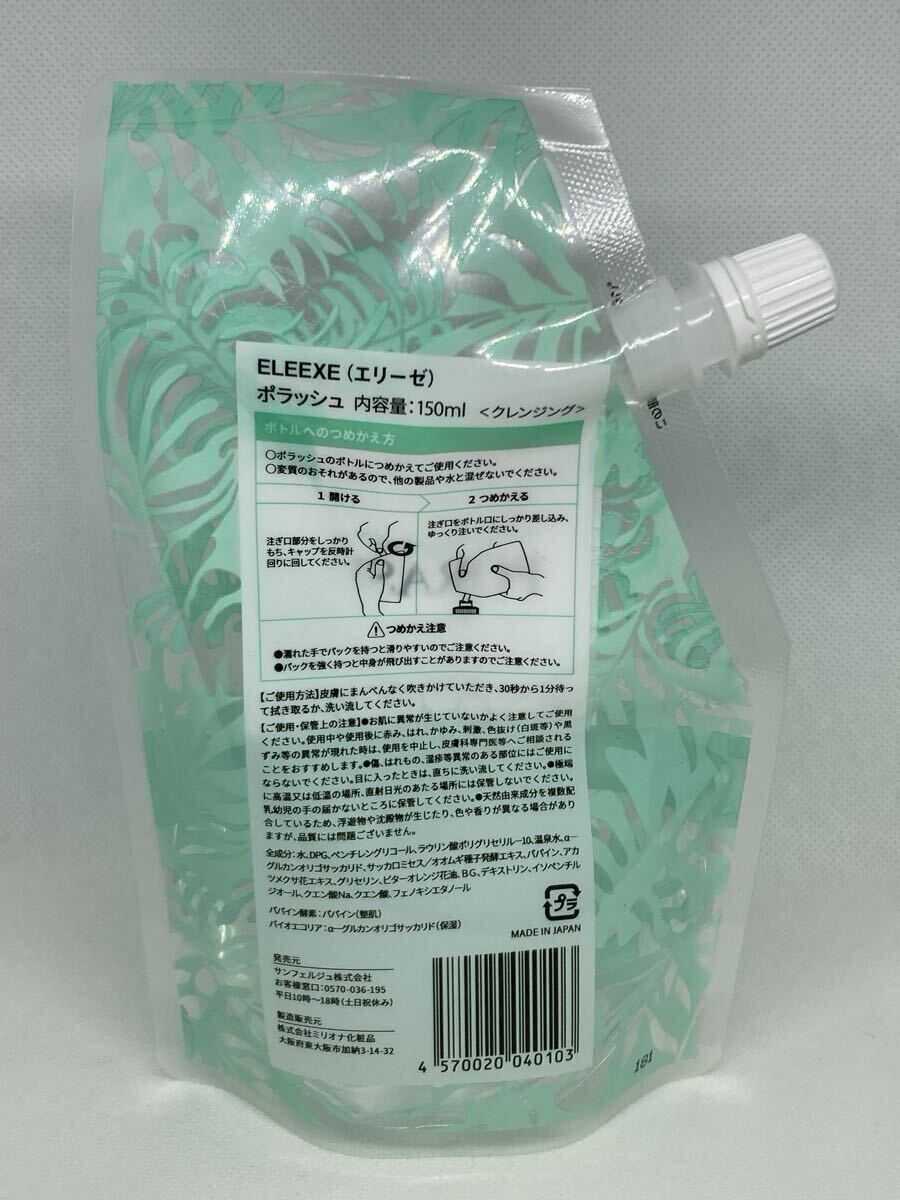 ELEEXE（エリーゼ）
ポラッシュ 内容量：150ml ＜クレンジング＞
ボトルへのつめかえ方
○ポラッシュのボトルにつめかえてご使用ください。
○変質のおそれがあるので、他の製品や水と混ぜないでください。
1 開ける
注ぎ口部分をしっかり
もち、キャップを反時計
回りに回してください。
2 つめかえる
注ぎ口をボトル口にしっかり差し込み、
ゆっくり注いでください。
つめかえ注意
●濡れた手でパックを持つと滑りやすいのでご注意ください。
●パックを強く持つと中身が飛び出すことがありますのでご注意ください。
【ご使用方法】皮膚にまんべんなく吹きかけていただき、30秒から1分待っ
て拭き取るか、洗い流してください。
【ご使用・保管上の注意】●お肌に異常が生じていないかよく注意してご使用
ください。使用中や使用後に赤み、はれ、かゆみ、刺激、色抜け（白斑等）や黒
ずみ等の異常が現れた時は、使用を中止し、皮膚科専門医等へご相談される
ことをおすすめします。●傷、はれもの、湿疹等異常のある部位にはご使用に
ならないでください。目に入ったときは、直ちに洗い流してください。●極端
に高温又は低温の場所、直射日光のあたる場所には保管しないでください。
乳幼児の手の届かないところに保管してください。●天然由来成分を複数配
合しているため、浮遊物や沈殿物が生じたり、色や香りが異なる場合があり
ますが、品質には問題ございません。
全成分：水、DPG、ペンチレングリコール、ラウリン酸ポリグリセリル－10、温泉水、α－
グルカンオリゴサッカリド、サッカロミセス／オオムギ種子発酵エキス、パパイン、アカ
ツメクサ花エキス、グリセリン、ビターオレンジ花油、BG、デキストリン、イソペンチル
ジオール、クエン酸Na、クエン酸、フェノキシエタノール
パパイン酵素：パパイン（整肌）
バイオエコリア：α－グルカンオリゴサッカリド（保湿）
プラ
MADE IN JAPAN
発売元
サンフェルジュ株式会社
お客様窓口：0570-036-195
平日10時〜18時（土日祝休み）
製造販売元
株式会社ミリオナ化粧品
大阪府東大阪市加納3-14-32
4 570020 040103
181